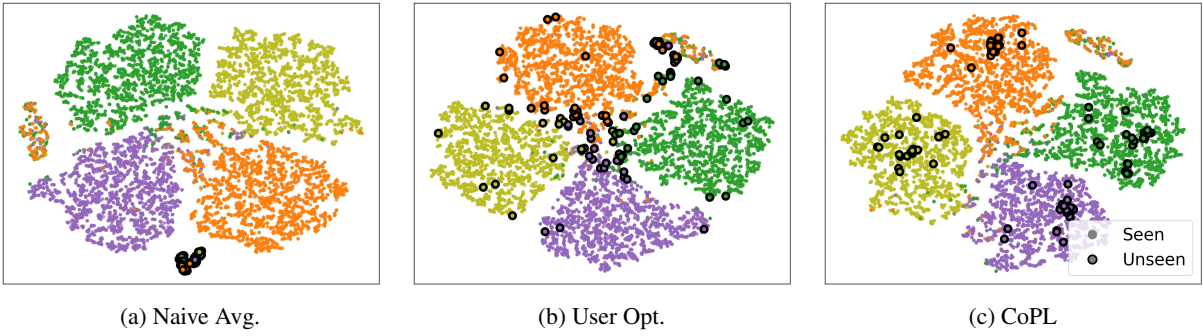 Seen
Unseen
(a) Naive Avg.
(b) User Opt.
(c) CoPL